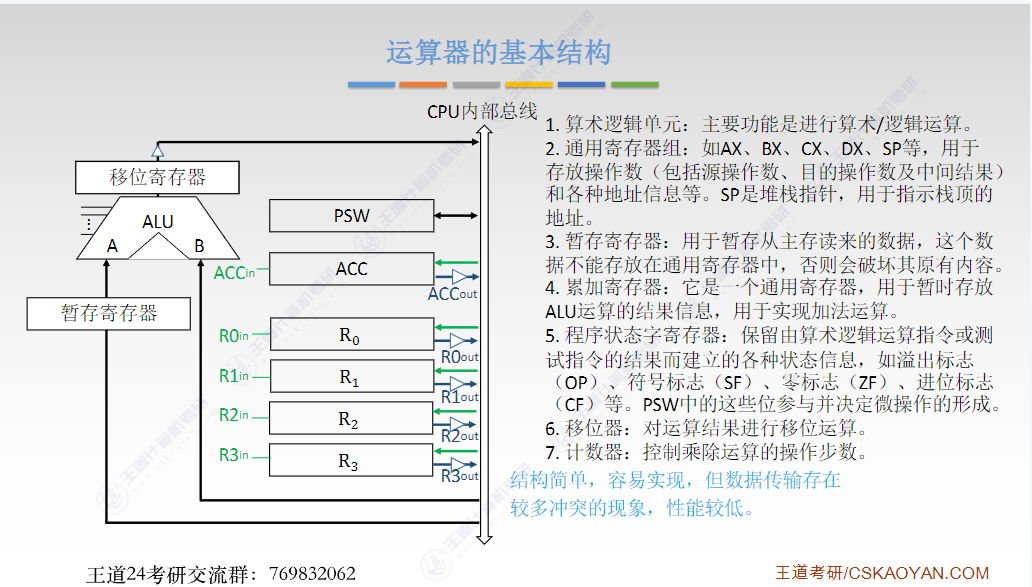 运算器的基本结构
CPU内部总线
移位寄存器
ALU
A
B
暂存寄存器
PSW
ACC
ACCin
ACCout
R0
R0in
R0out
R1
R1in
R1out
R2
R2in
R2out
R3
R3in
R3out
1. 算术逻辑单元：主要功能是进行算术/逻辑运算。
2. 通用寄存器组：如AX、BX、CX、DX、SP等，用于
存放操作数（包括源操作数、目的操作数及中间结果）
和各种地址信息等。SP是堆栈指针，用于指示栈顶的
地址。
3. 暂存寄存器：用于暂存从主存读来的数据，这个数
据不能存放在通用寄存器中，否则会破坏其原有内容。
4. 累加寄存器：它是一个通用寄存器，用于暂时存放
ALU运算的结果信息，用于实现加法运算。
5. 程序状态字寄存器：保留由算术逻辑运算指令或测
试指令的结果而建立的各种状态信息，如溢出标志
（OP）、符号标志（SF）、零标志（ZF）、进位标志
（CF）等。PSW中的这些位参与并决定微操作的形成。
6. 移位器：对运算结果进行移位运算。
7. 计数器：控制乘除运算的操作步数。
结构简单，容易实现，但数据传输存在
较多冲突的现象，性能较低。
王道24考研交流群：769832062
王道考研/CSKAOYAN.COM